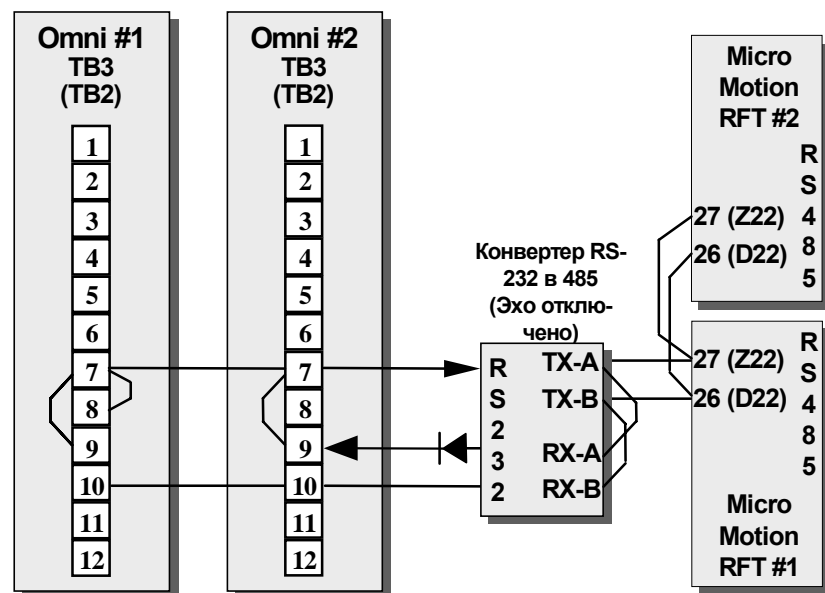 Omni #1
TB3
(TB2)
1
2
3
4
5
6
7
8
9
10
11
12
Omni #2
TB3
(TB2)
1
2
3
4
5
6
7
8
9
10
11
12
Конвертер RS-
232 в 485
(Эхо отклю-
чено)
R
S
2
3
2
TX-A
TX-B
RX-A
RX-B
Micro
Motion
RFT #2
R
S
4
8
5
27 (Z22)
26 (D22)
R
S
4
8
5
27 (Z22)
26 (D22)
Micro
Motion
RFT #1